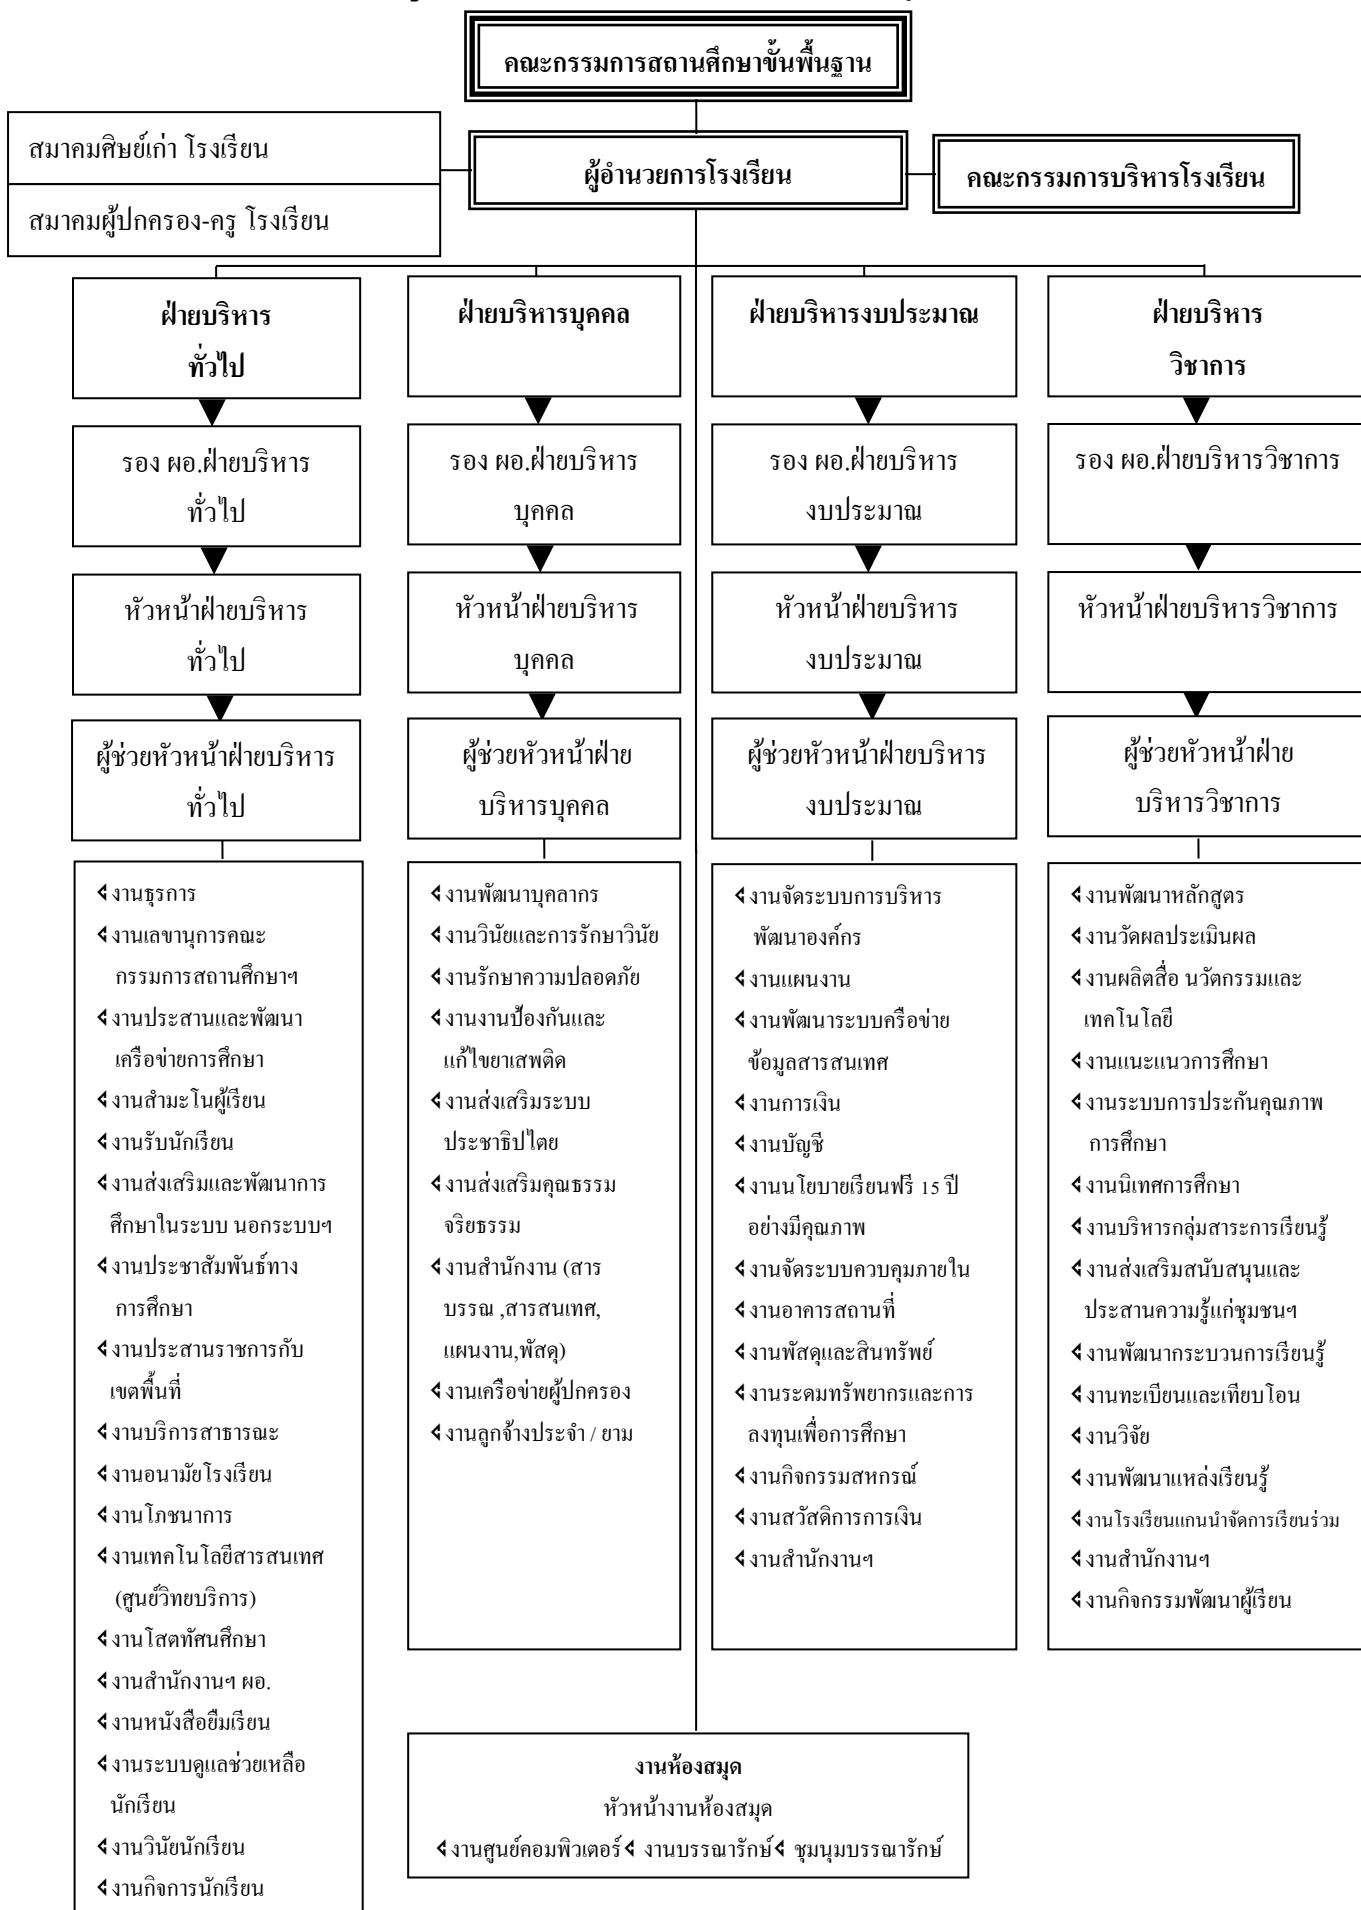 คณะกรรมการสถานศึกษาขั้นพื้นฐาน
สมาคมศิษย์เก่า โรงเรียน
สมาคมผู้ปกครอง-ครู โรงเรียน
ผู้อำนวยการโรงเรียน
คณะกรรมการบริหารโรงเรียน
ฝ่ายบริหาร
ทั่วไป
รอง ผอ.ฝ่ายบริหาร
ทั่วไป
หัวหน้าฝ่ายบริหาร
ทั่วไป
ผู้ช่วยหัวหน้าฝ่ายบริหาร
ทั่วไป
งานธุรการ
งานเลขานุการคณะ
กรรมการสถานศึกษาฯ
งานประสานและพัฒนา
เครือข่ายการศึกษา
งานสำมะโนผู้เรียน
งานรับนักเรียน
งานส่งเสริมและพัฒนาการ
ศึกษาในระบบ นอกระบบฯ
งานประชาสัมพันธ์ทาง
การศึกษา
งานประสานราชการกับ
เขตพื้นที่
งานบริการสาธารณะ
งานอนามัยโรงเรียน
งานโภชนาการ
งานเทคโนโลยีสารสนเทศ
(ศูนย์วิทยบริการ)
งานโสตทัศนศึกษา
งานสำนักงานฯ ผอ.
งานหนังสือยืมเรียน
งานระบบดูแลช่วยเหลือ
นักเรียน
งานวินัยนักเรียน
งานกิจการนักเรียน
ฝ่ายบริหารบุคคล
รอง ผอ.ฝ่ายบริหาร
บุคคล
หัวหน้าฝ่ายบริหาร
บุคคล
ผู้ช่วยหัวหน้าฝ่าย
บริหารบุคคล
งานพัฒนาบุคลากร
งานวินัยและการรักษาวินัย
งานรักษาความปลอดภัย
งานงานป้องกันและ
แก้ไขยาเสพติด
งานส่งเสริมระบบ
ประชาธิปไตย
งานส่งเสริมคุณธรรม
จริยธรรม
งานสำนักงาน (สาร
บรรณ ,สารสนเทศ,
แผนงาน,พัสดุ)
งานเครือข่ายผู้ปกครอง
งานลูกจ้างประจำ / ยาม
ฝ่ายบริหารงบประมาณ
รอง ผอ.ฝ่ายบริหาร
งบประมาณ
หัวหน้าฝ่ายบริหาร
งบประมาณ
ผู้ช่วยหัวหน้าฝ่ายบริหาร
งบประมาณ
งานจัดระบบการบริหาร
พัฒนาองค์กร
งานแผนงาน
งานพัฒนาระบบครือข่าย
ข้อมูลสารสนเทศ
งานการเงิน
งานบัญชี
งานนโยบายเรียนฟรี 15 ปี
อย่างมีคุณภาพ
งานจัดระบบควบคุมภายใน
งานอาคารสถานที่
งานพัสดุและสินทรัพย์
งานระดมทรัพยากรและการ
ลงทุนเพื่อการศึกษา
งานกิจกรรมสหกรณ์
งานสวัสดิการการเงิน
งานสำนักงานฯ
ฝ่ายบริหาร
วิชาการ
รอง ผอ.ฝ่ายบริหารวิชาการ
หัวหน้าฝ่ายบริหารวิชาการ
ผู้ช่วยหัวหน้าฝ่าย
บริหารวิชาการ
งานพัฒนาหลักสูตร
งานวัดผลประเมินผล
งานผลิตสื่อ นวัตกรรมและ
เทคโนโลยี
งานแนะแนวการศึกษา
งานระบบการประกันคุณภาพ
การศึกษา
งานนิเทศการศึกษา
งานบริหารกลุ่มสาระการเรียนรู้
งานส่งเสริมสนับสนุนและ
ประสานความรู้แก่ชุมชนฯ
งานพัฒนากระบวนการเรียนรู้
งานทะเบียนและเทียบโอน
งานวิจัย
งานพัฒนาแหล่งเรียนรู้
งานโรงเรียนแกนนำจัดการเรียนร่วม
งานสำนักงานฯ
งานกิจกรรมพัฒนาผู้เรียน
งานห้องสมุด
หัวหน้างานห้องสมุด
งานศูนย์คอมพิวเตอร์ งานบรรณารักษ์ ชุมนุมบรรณารักษ์